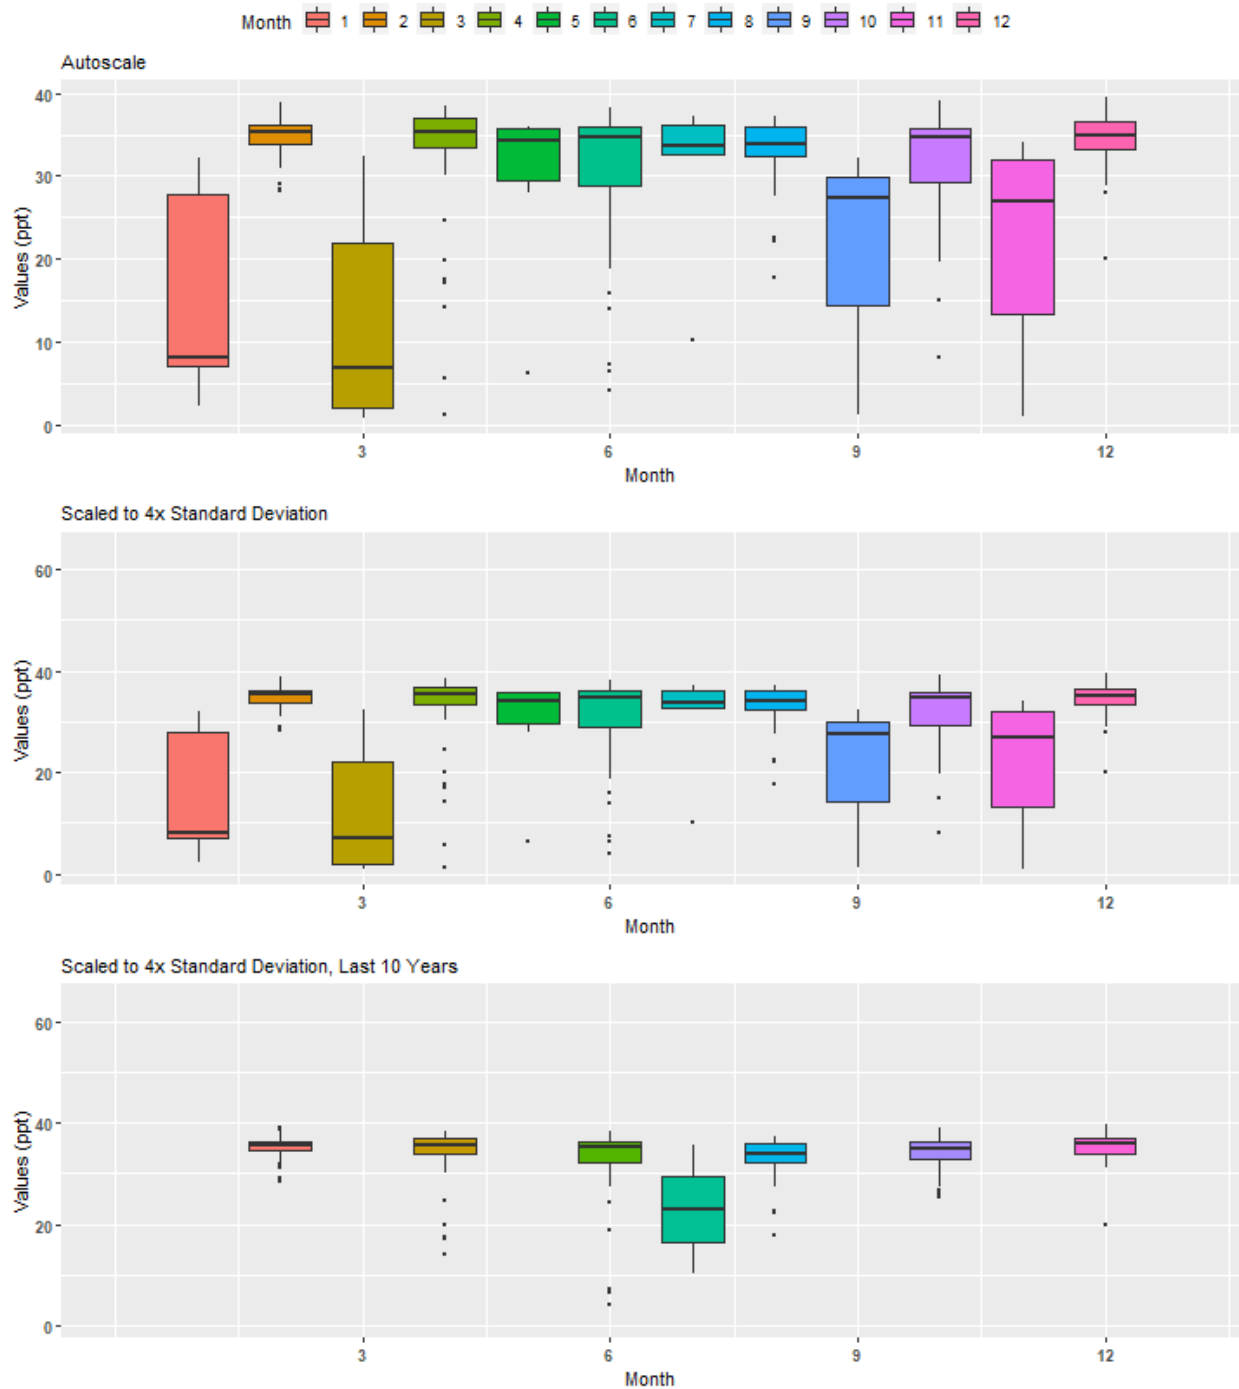 Month 1 2 3 4 5 6 7 8 9 10 11 12
Autoscale
Values (ppt)
40
30
20
10
0
3 6 9 12
Month
Scaled to 4x Standard Deviation
Values (ppt)
60
40
20
0
3 6 9 12
Month
Scaled to 4x Standard Deviation, Last 10 Years
Values (ppt)
60
40
20
0
3 6 9 12
Month